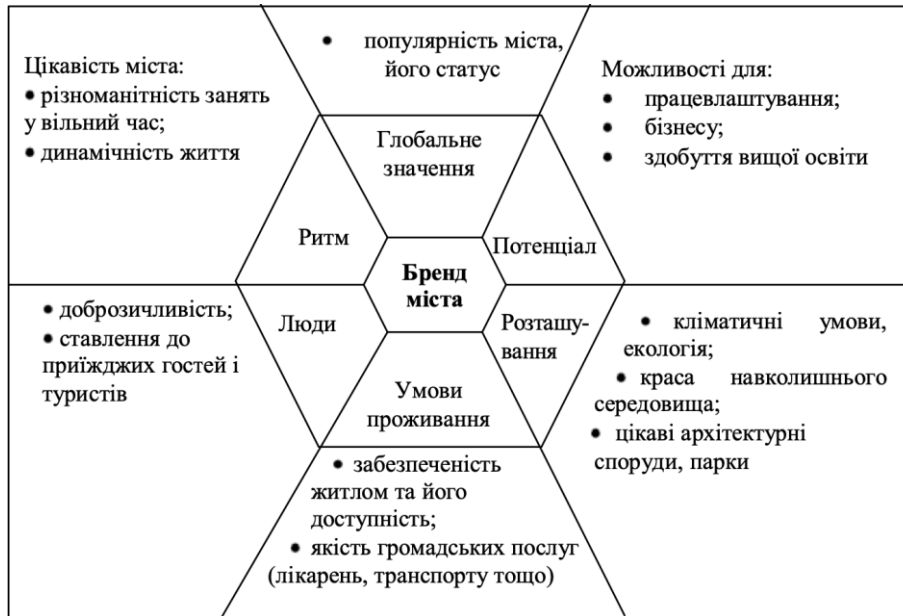 ● популярність міста,
його статус
Цікавість міста:
● різноманітність занять
у вільний час;
● динамічність життя
Можливості для:
● працевлаштування;
● бізнесу;
● здобуття вищої освіти
Глобальне
значення
Ритм
Потенціал
Бренд
міста
Люди
Розташу-
вання
Умови
проживання
● доброзичливість;
● ставлення до
приїжджих гостей і
туристів
● кліматичні умови,
екологія;
● краса навколишнього
середовища;
● цікаві архітектурні
споруди, парки
● забезпеченість
житлом та його
доступність;
● якість громадських послуг
(лікарень, транспорту тощо)